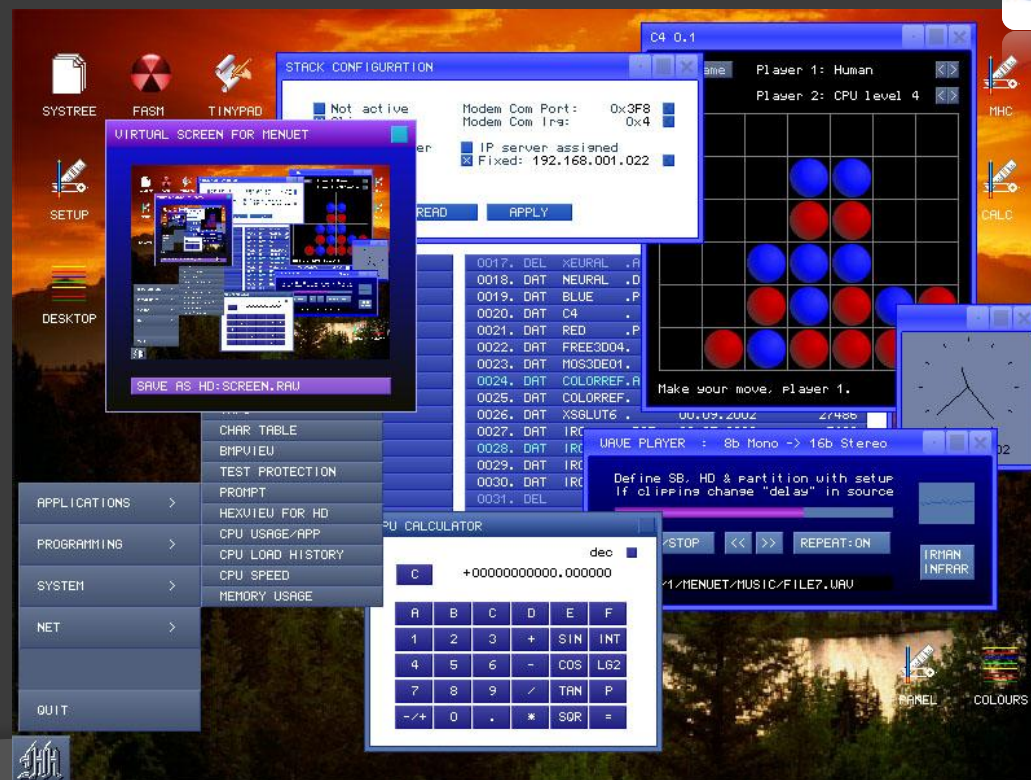 C4 0.1
Player 1: Human
< >
Player 2: CPU level 4
< >
Make your move, player 1.
SYSTREE
FASM
TINYPAD
SETUP
DESKTOP
MHC
CALC
PANEL
COLOURS
STACK CONFIGURATION
Not active
Modem Com Port: 0x3F8
Modem Com Irq: 0x4
IP server assigned
Fixed: 192.168.001.022
READ
APPLY
VIRTUAL SCREEN FOR MENUET
SAVE AS HD:SCREEN.RAW
0017. DEL XEURAL
0018. DAT NEURAL
0019. DAT BLUE
0020. DAT C4
0021. DAT RED
0022. DAT FREE3D04.
0023. DAT MOS3DE01.
0024. DAT COLORREF.A
0025. DAT COLORREF.
0026. DAT XSGLUT6 . 00.09.2002 27486
0027. DAT
0028. DAT
0029. DAT
0030. DAT
0031. DEL
CHAR TABLE
BMPVIEW
TEST PROTECTION
PROMPT
HEXVIEW FOR HD
CPU USAGE/APP
CPU LOAD HISTORY
CPU SPEED
MEMORY USAGE
APPLICATIONS >
PROGRAMMING >
SYSTEM >
NET >
QUIT
WAVE PLAYER : 8b Mono -> 16b Stereo
Define SB, HD & partition with setup
If clipping change "delay" in source
/STOP
<<
>>
REPEAT:ON
/1/MENUET/MUSIC/FILE7.WAV
IRMAN
INFRAR
CALCULATOR
dec
C
+00000000000.000000
A B C D E F
1 2 3 + SIN INT
4 5 6 - COS LG2
7 8 9 / TAN P
-/+ 0 . * SQR =